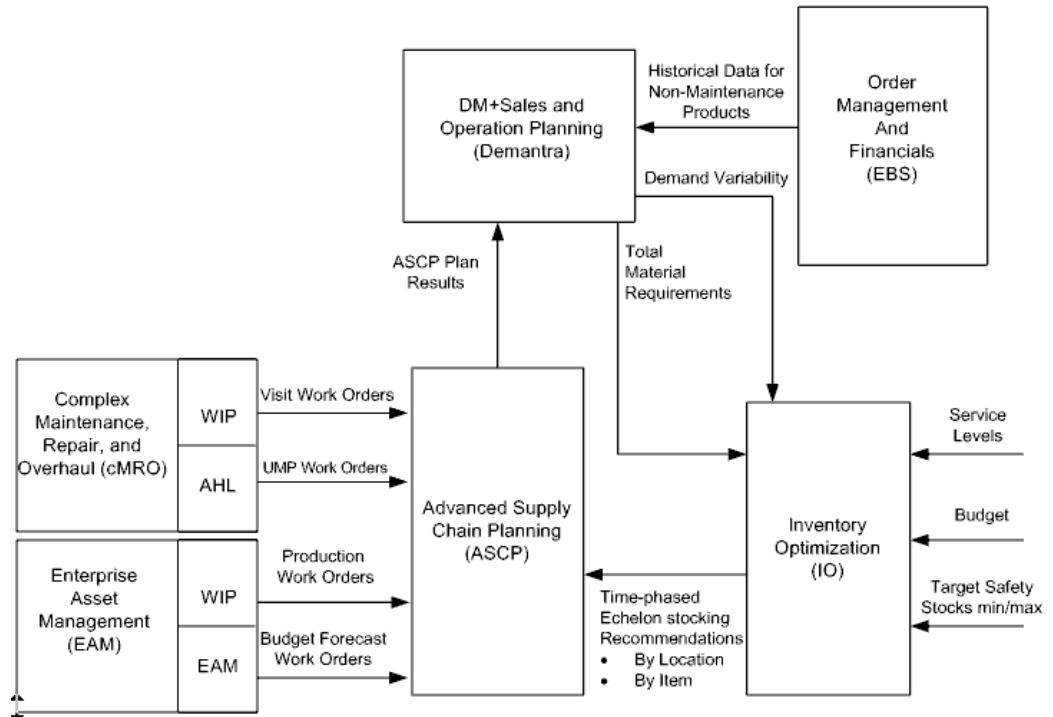 DM+Sales and
Operation Planning
(Demantra)
Historical Data for
Non-Maintenance
Products
Order
Management
And
Financials
(EBS)
Demand Variability
ASCP Plan
Results
Total
Material
Requirements
Complex
Maintenance,
Repair, and
Overhaul (cMRO)
WIP
AHL
Visit Work Orders
UMP Work Orders
Enterprise
Asset
Management
(EAM)
WIP
EAM
Production
Work Orders
Budget Forecast
Work Orders
Advanced Supply
Chain Planning
(ASCP)
Time-phased
Echelon stocking
Recommendations
• By Location
• By Item
Inventory
Optimization
(IO)
Service
Levels
Budget
Target Safety
Stocks min/max